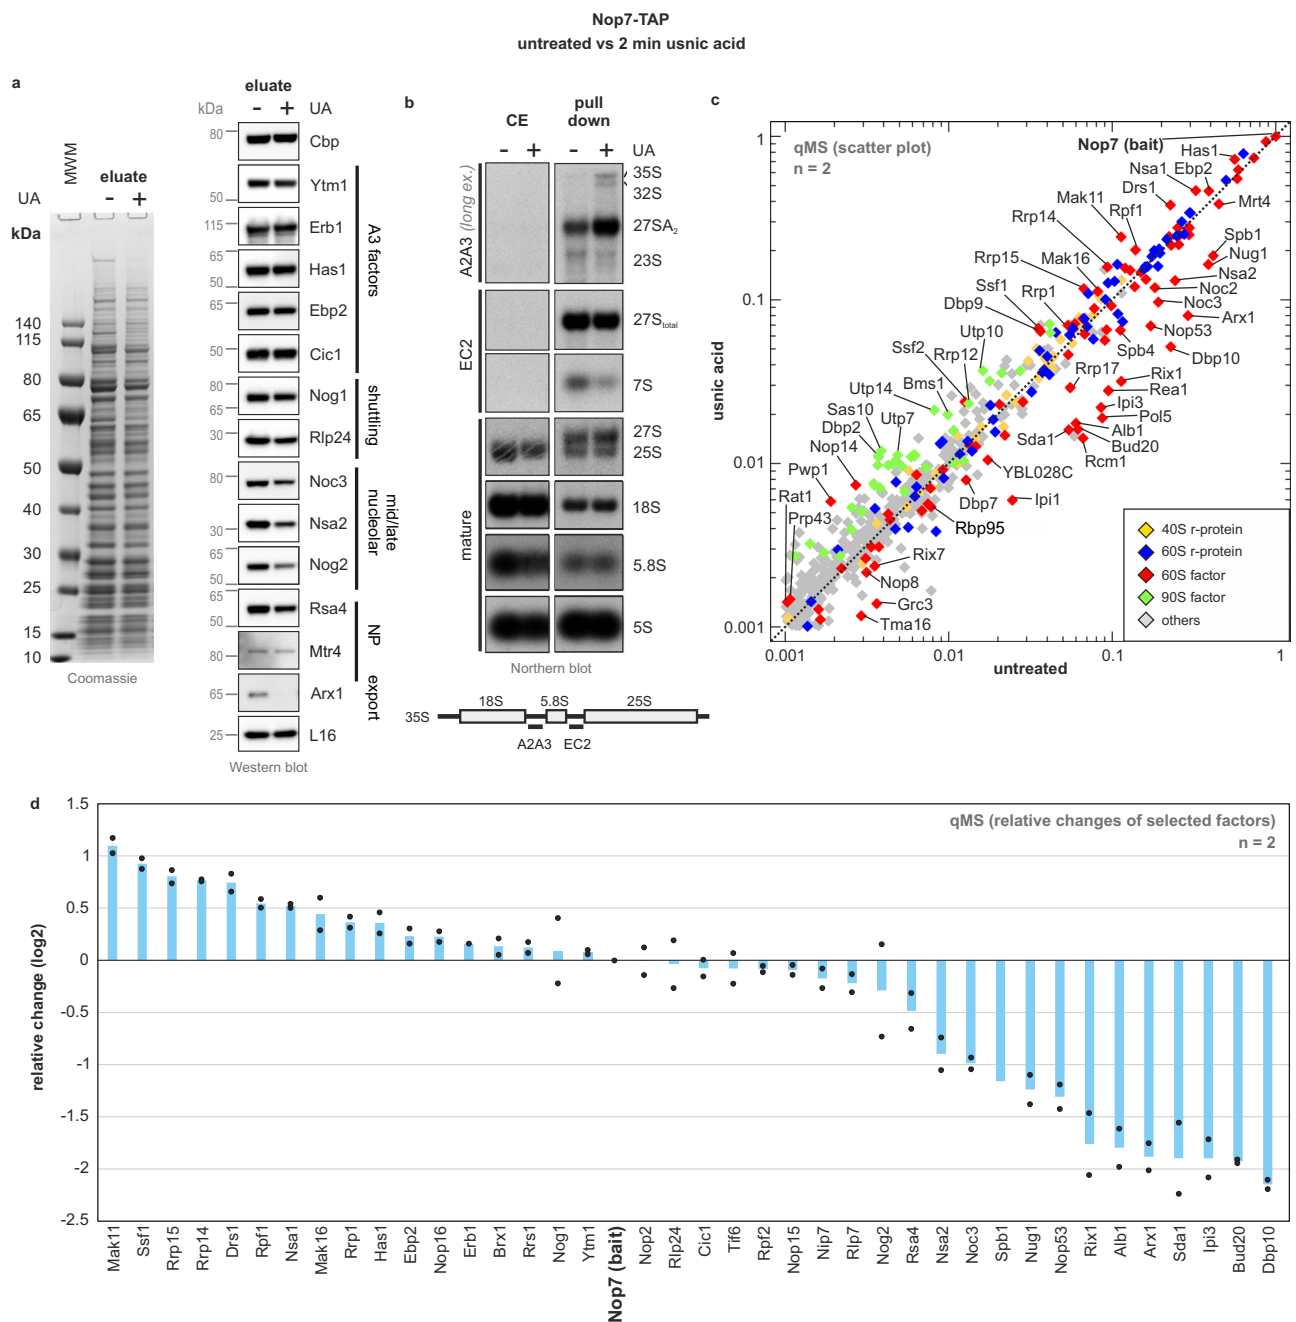 Nop7-TAP
untreated vs 2 min usnic acid
a
MWM
eluate
UA - +
kDa
140
115
80
65
50
40
30
25
15
10
Coomassie
eluate
kDa - + UA
80 Cbp
50 Ytm1
115 Erb1
65
50 Has1
65 Ebp2
50 Cic1
A3 factors
50 Nog1
30 Rlp24
shuttling
80 Noc3
30 Nsa2
65
50 Nog2
mid/late
nucleolar
65
50 Rsa4
80 Mtr4
NP
65 Arx1
export
25 L16
Western blot
b
CE
pull
down
- + - + UA
A2A3 (long ex.)
35S
32S
27SA2
23S
EC2
27Stotal
7S
mature
27S
25S
18S
5.8S
5S
Northern blot
35S 18S 5.8S 25S
A2A3 EC2
c
qMS (scatter plot)
n = 2
usnic acid
1
0.1
0.01
0.001
0.001 0.01 0.1 1
untreated
Nop7 (bait)
Has1
Nsa1 Ebp2
Drs1
Mak11 Rpf1 Mrt4
Rrp14
Spb1
Nug1
Rrp15 Mak16
Nsa2
Noc2
Ssf1 Rrp1
Noc3
Dbp9
Arx1
Utp10
Nop53
Ssf2 Rrp12
Spb4
Dbp10
Rrp17
Rix1
Utp14 Bms1
Rea1
Sas10 Utp7
Ipi3
Pol5
Dbp2
Alb1
Sda1
Bud20
Nop14
Rcm1
Pwp1
YBL028C
Rat1
Dbp7
Ipi1
Prp43
Rbp95
Rix7
Nop8
Grc3
Tma16
40S r-protein
60S r-protein
60S factor
90S factor
others
d
qMS (relative changes of selected factors)
n = 2
relative change (log2)
1.5
1
0.5
0
-0.5
-1
-1.5
-2
-2.5
Mak11
Ssf1
Rrp15
Rrp14
Drs1
Rpf1
Nsa1
Mak16
Rrp1
Has1
Ebp2
Nop16
Erb1
Brx1
Rrs1
Nog1
Ytm1
Nop7 (bait)
Nop2
Rlp24
Cic1
Tif6
Rpf2
Nop15
Nip7
Rlp7
Nog2
Rsa4
Nsa2
Noc3
Spb1
Nug1
Nop53
Rix1
Alb1
Arx1
Sda1
Ipi3
Bud20
Dbp10